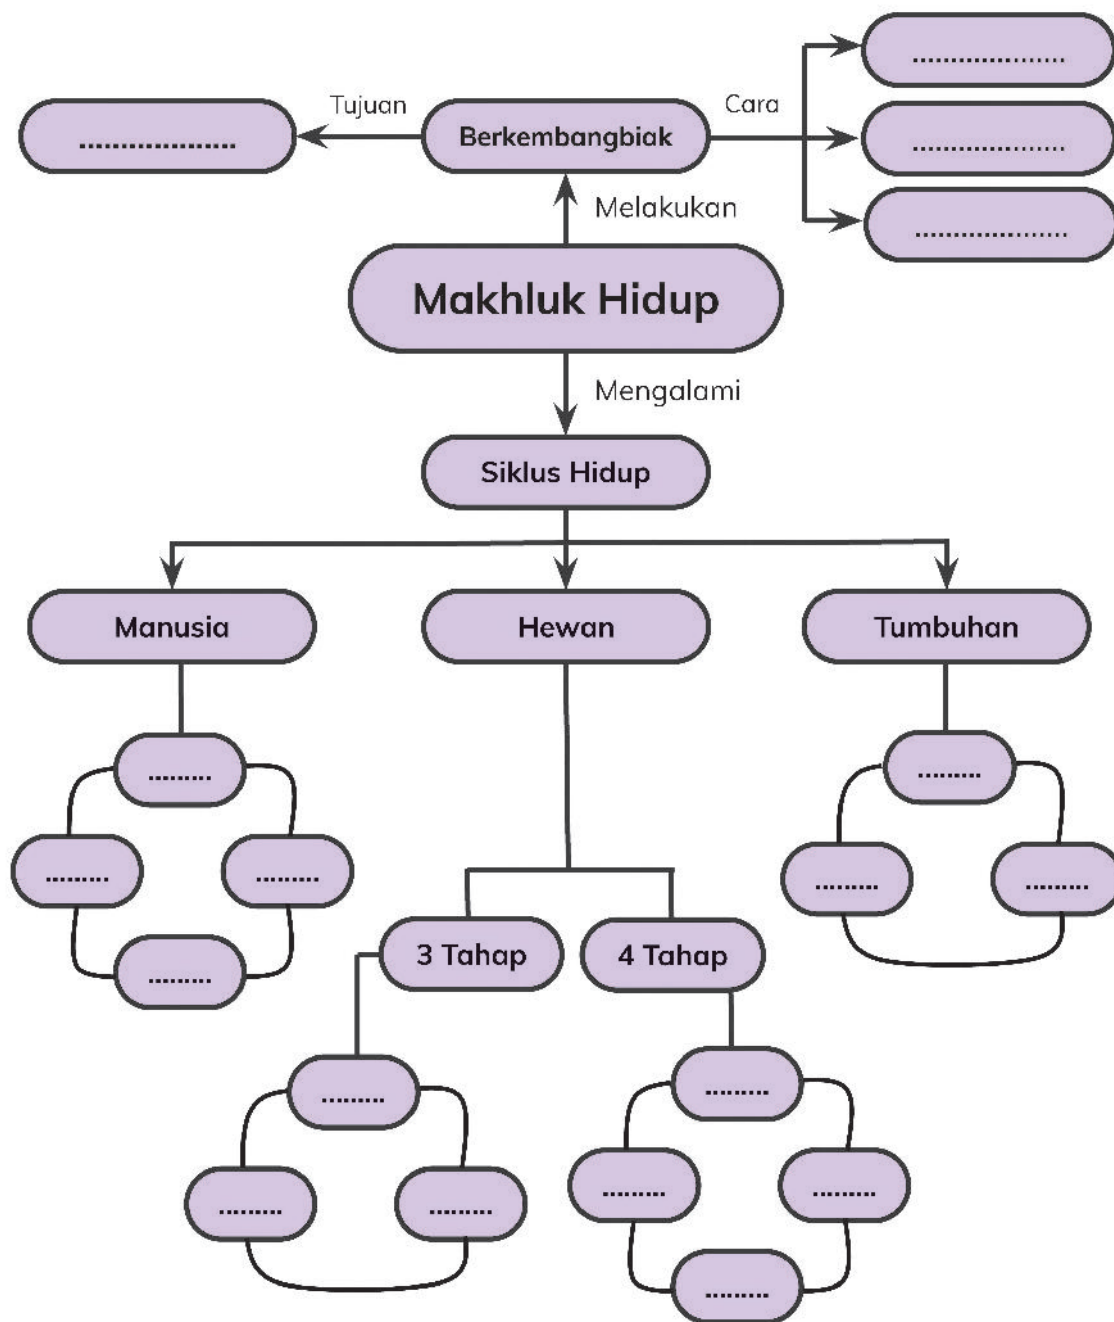 ....................
Tujuan
Berkembangbiak
Cara
....................
....................
....................
Melakukan
Makhluk Hidup
Mengalami
Siklus Hidup
Manusia
Hewan
Tumbuhan
.........
.........
.........
.........
.........
.........
.........
3 Tahap
4 Tahap
.........
.........
.........
.........
.........
.........
.........